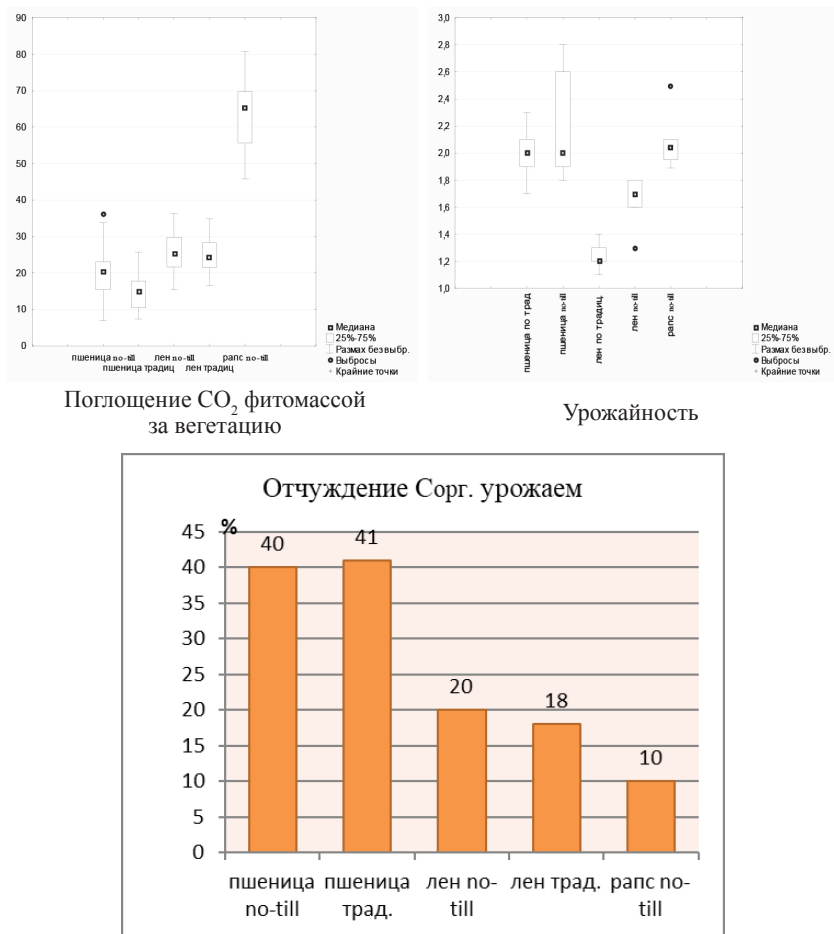 90
80
70
60
50
40
30
20
10
0
пшеница no-till
пшеница традиц
лен no-till
лен традиц
рапс no-till
Медиана
25%-75%
Размах без выбр.
Выбросы
Крайние точки
Поглощение CO2 фитомассой
за вегетацию
3,0
2,8
2,6
2,4
2,2
2,0
1,8
1,6
1,4
1,2
1,0
пшеница по трад
пшеница no-till
лен по традиц.
лен no-till
рапс no-till
Медиана
25%-75%
Размах без выбр.
Выбросы
Крайние точки
Урожайность
Отчуждение Сорг. урожаем
%
45
40
35
30
25
20
15
10
5
0
40
41
20
18
10
пшеница
no-till
пшеница
трад.
лен no-
till
лен трад.
рапс no-
till